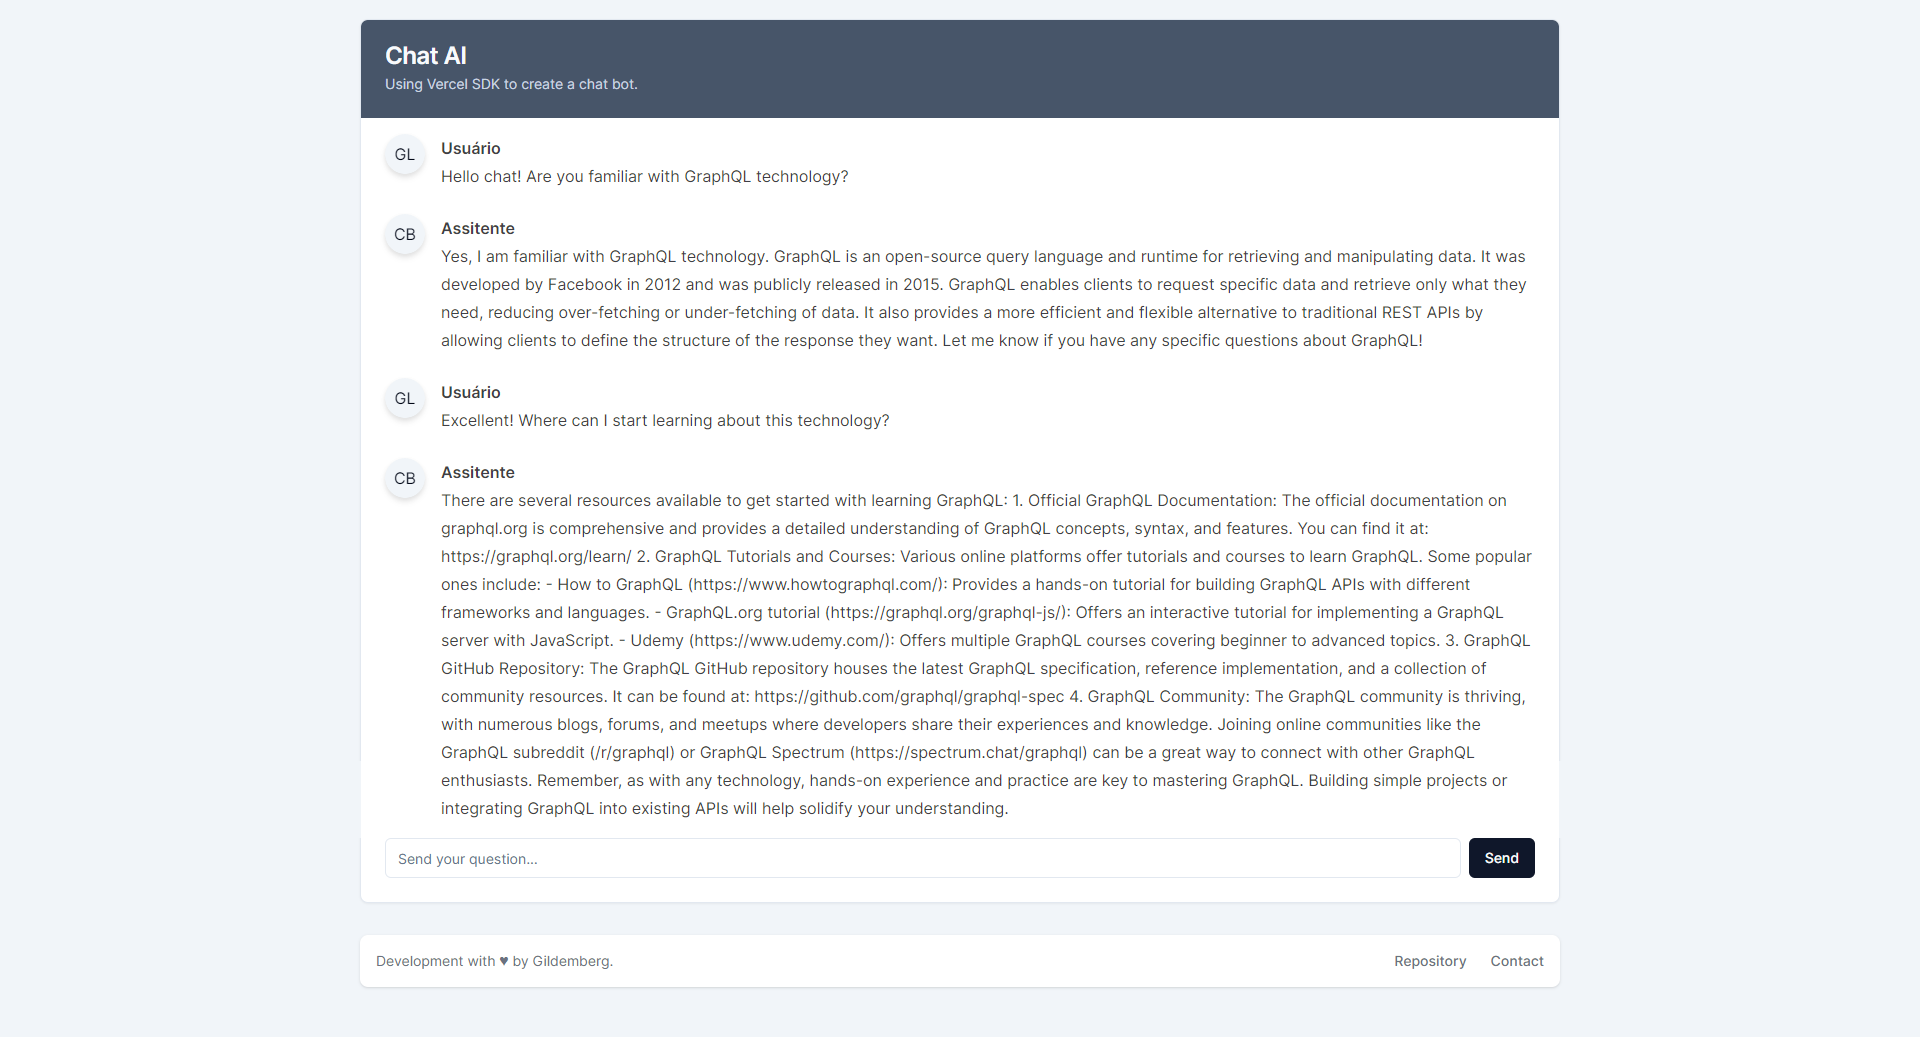 Chat AI
Using Vercel SDK to create a chat bot.
GL
Usuário
Hello chat! Are you familiar with GraphQL technology?
CB
Assitente
Yes, I am familiar with GraphQL technology. GraphQL is an open-source query language and runtime for retrieving and manipulating data. It was
developed by Facebook in 2012 and was publicly released in 2015. GraphQL enables clients to request specific data and retrieve only what they
need, reducing over-fetching or under-fetching of data. It also provides a more efficient and flexible alternative to traditional REST APIs by
allowing clients to define the structure of the response they want. Let me know if you have any specific questions about GraphQL!
GL
Usuário
Excellent! Where can I start learning about this technology?
CB
Assitente
There are several resources available to get started with learning GraphQL: 1. Official GraphQL Documentation: The official documentation on
graphql.org is comprehensive and provides a detailed understanding of GraphQL concepts, syntax, and features. You can find it at:
https://graphql.org/learn/ 2. GraphQL Tutorials and Courses: Various online platforms offer tutorials and courses to learn GraphQL. Some popular
ones include: - How to GraphQL (https://www.howtographql.com/): Provides a hands-on tutorial for building GraphQL APIs with different
frameworks and languages. - GraphQL.org tutorial (https://graphql.org/graphql-js/): Offers an interactive tutorial for implementing a GraphQL
server with JavaScript. - Udemy (https://www.udemy.com/): Offers multiple GraphQL courses covering beginner to advanced topics. 3. GraphQL
GitHub Repository: The GraphQL GitHub repository houses the latest GraphQL specification, reference implementation, and a collection of
community resources. It can be found at: https://github.com/graphql/graphql-spec 4. GraphQL Community: The GraphQL community is thriving,
with numerous blogs, forums, and meetups where developers share their experiences and knowledge. Joining online communities like the
GraphQL subreddit (/r/graphql) or GraphQL Spectrum (https://spectrum.chat/graphql) can be a great way to connect with other GraphQL
enthusiasts. Remember, as with any technology, hands-on experience and practice are key to mastering GraphQL. Building simple projects or
integrating GraphQL into existing APIs will help solidify your understanding.
Send your question...
Send
Development with ♥ by Gildemberg.
Repository
Contact